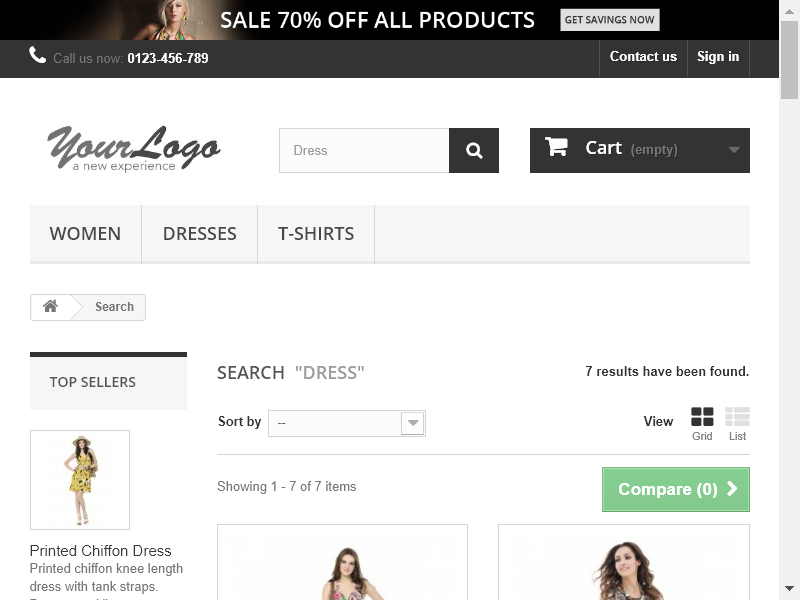 SALE 70% OFF ALL PRODUCTS
GET SAVINGS NOW
Call us now: 0123-456-789
Contact us
Sign in
YourLogo
a new experience
Dress
Cart (empty)
WOMEN
DRESSES
T-SHIRTS
Search
TOP SELLERS
SEARCH "DRESS"
7 results have been found.
Sort by
--
View
Grid
List
Showing 1 - 7 of 7 items
Compare (0)
Printed Chiffon Dress
Printed chiffon knee length
dress with tank straps.